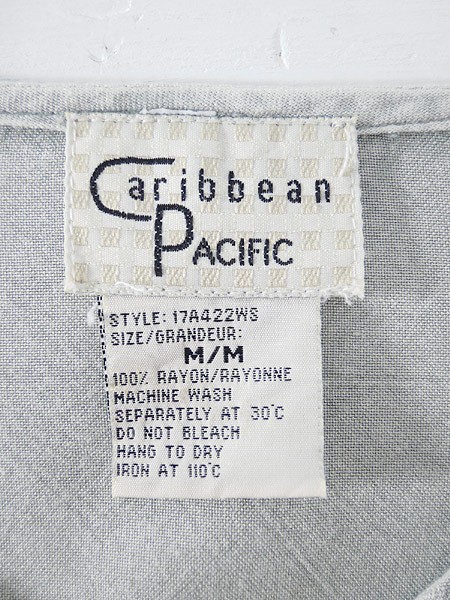 Caribbean
PACIFIC
STYLE: 17A422WS
SIZE/GRANDEUR:
M/M
100% RAYON/RAYONNE
MACHINE WASH
SEPARATELY AT 30°C
DO NOT BLEACH
HANG TO DRY
IRON AT 110°C